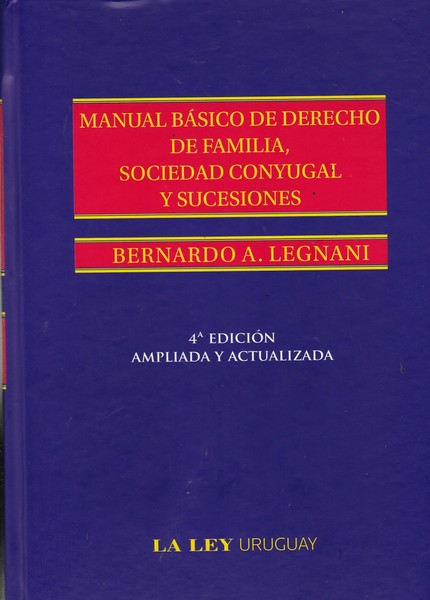 MANUAL BÁSICO DE DERECHO
DE FAMILIA,
SOCIEDAD CONYUGAL
Y SUCESIONES
BERNARDO A. LEGNANI
4ª EDICIÓN
AMPLIADA Y ACTUALIZADA
LA LEY URUGUAY